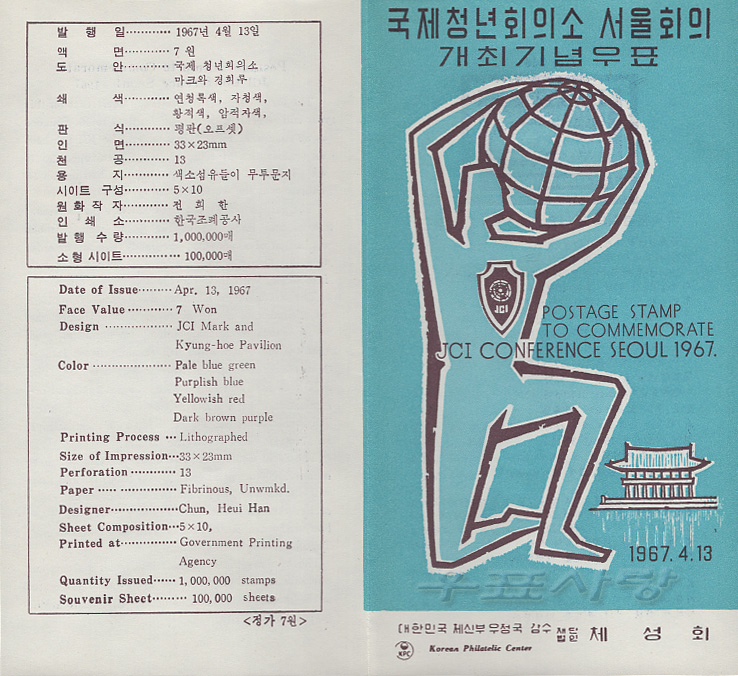 발 행 일············ 1967년 4월 13일
액 면············ 7 원
도 안············ 국제 청년회의소
마크와 경회루
쇄 색············ 연청록색, 자청색,
황적색, 암적자색,
판 식············ 평판(오프셋)
인 면············ 33×23mm
천 공············ 13
용 지············ 색소섬유들이 무투문지
시이트 구성············ 5×10
원 화 작 자············ 전 희 한
인 쇄 소············ 한국조폐공사
발 행 수 량············ 1,000,000매
소 형 시 이 트············ 100,000매
Date of Issue········· Apr. 13, 1967
Face Value············ 7 Won
Design ·················· JCI Mark and
Kyung-hoe Pavilion
Color ····················· Pale blue green
Purplish blue
Yellowish red
Dark brown purple
Printing Process ··· Lithographed
Size of Impression···33×23mm
Perforation ············ 13
Paper ····· ··············· Fibrinous, Unwmkd.
Designer··············· Chun, Heui Han
Sheet Composition···5×10,
Printed at·············· Government Printing
Agency
Quantity Issued······ 1,000,000 stamps
Souvenir Sheet········· 100,000 sheets
<정가 7원>
국제청년회의소 서울회의
개최기념우표
JCI
POSTAGE STAMP
TO COMMEMORATE
JCI CONFERENCE SEOUL 1967.
1967.4.13
우표사랑
대한민국 체신부 우정국 감수 재단법인 체 성 회
KPC Korean Philatelic Center